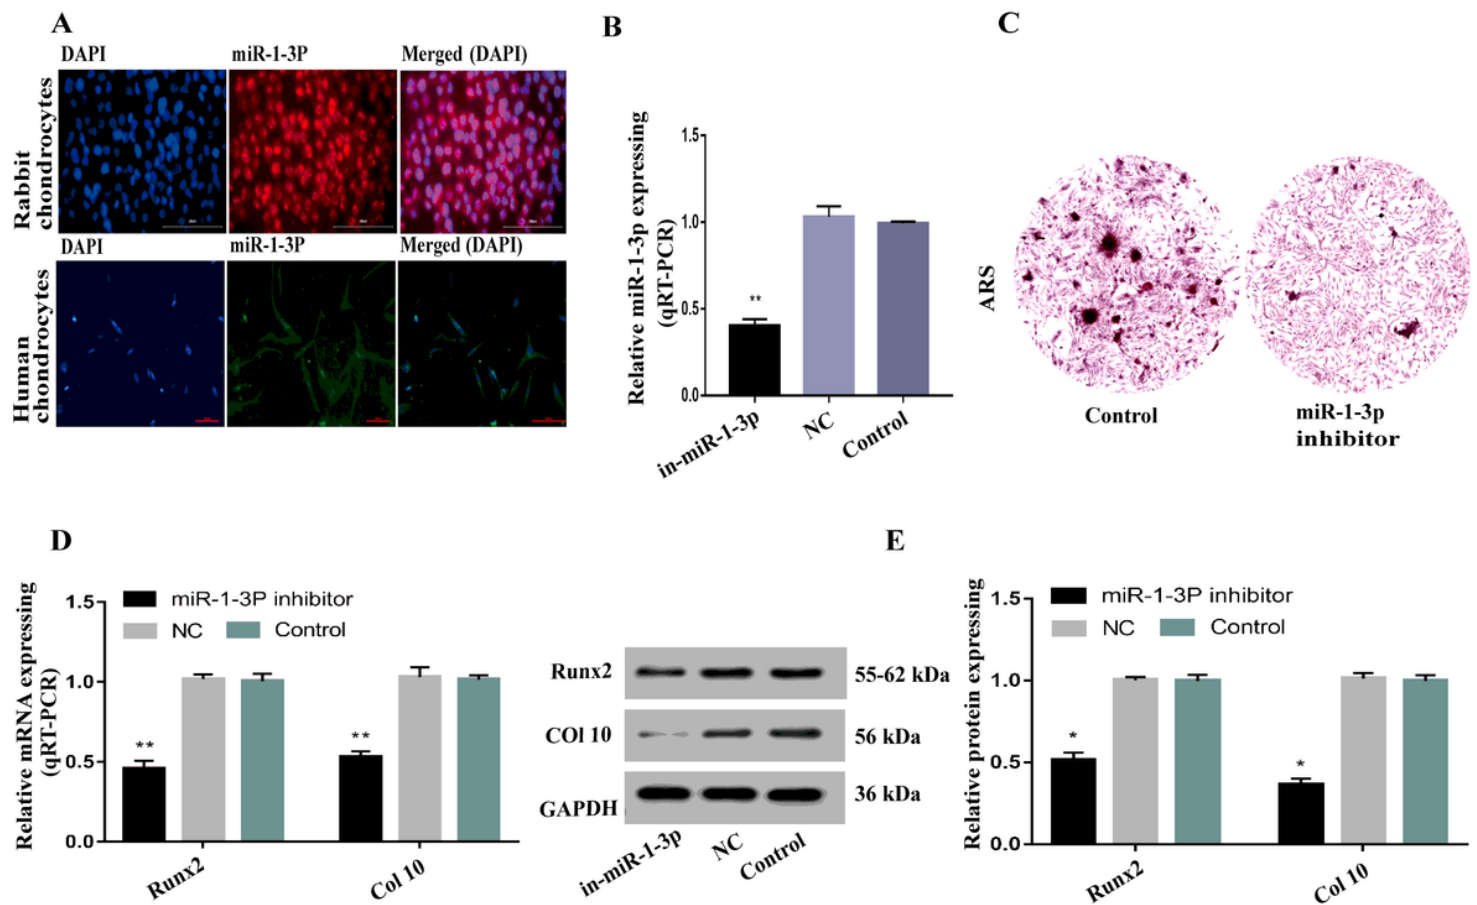 A
DAPI
miR-1-3P
Merged (DAPI)
Rabbit
chondrocytes
DAPI
miR-1-3P
Merged (DAPI)
Human
chondrocytes
B
Relative miR-1-3p expressing
(qRT-PCR)
1.5
1.0
0.5
0.0
**
in-miR-1-3p
NC
Control
C
ARS
Control
miR-1-3p
inhibitor
D
Relative mRNA expressing
(qRT-PCR)
1.5
1.0
0.5
0.0
miR-1-3P inhibitor
NC
Control
**
**
Runx2
Col 10
Runx2
55-62 kDa
COl 10
56 kDa
GAPDH
36 kDa
in-miR-1-3p
NC
Control
E
Relative protein expressing
1.5
1.0
0.5
0.0
miR-1-3P inhibitor
NC
Control
*
*
Runx2
Col 10